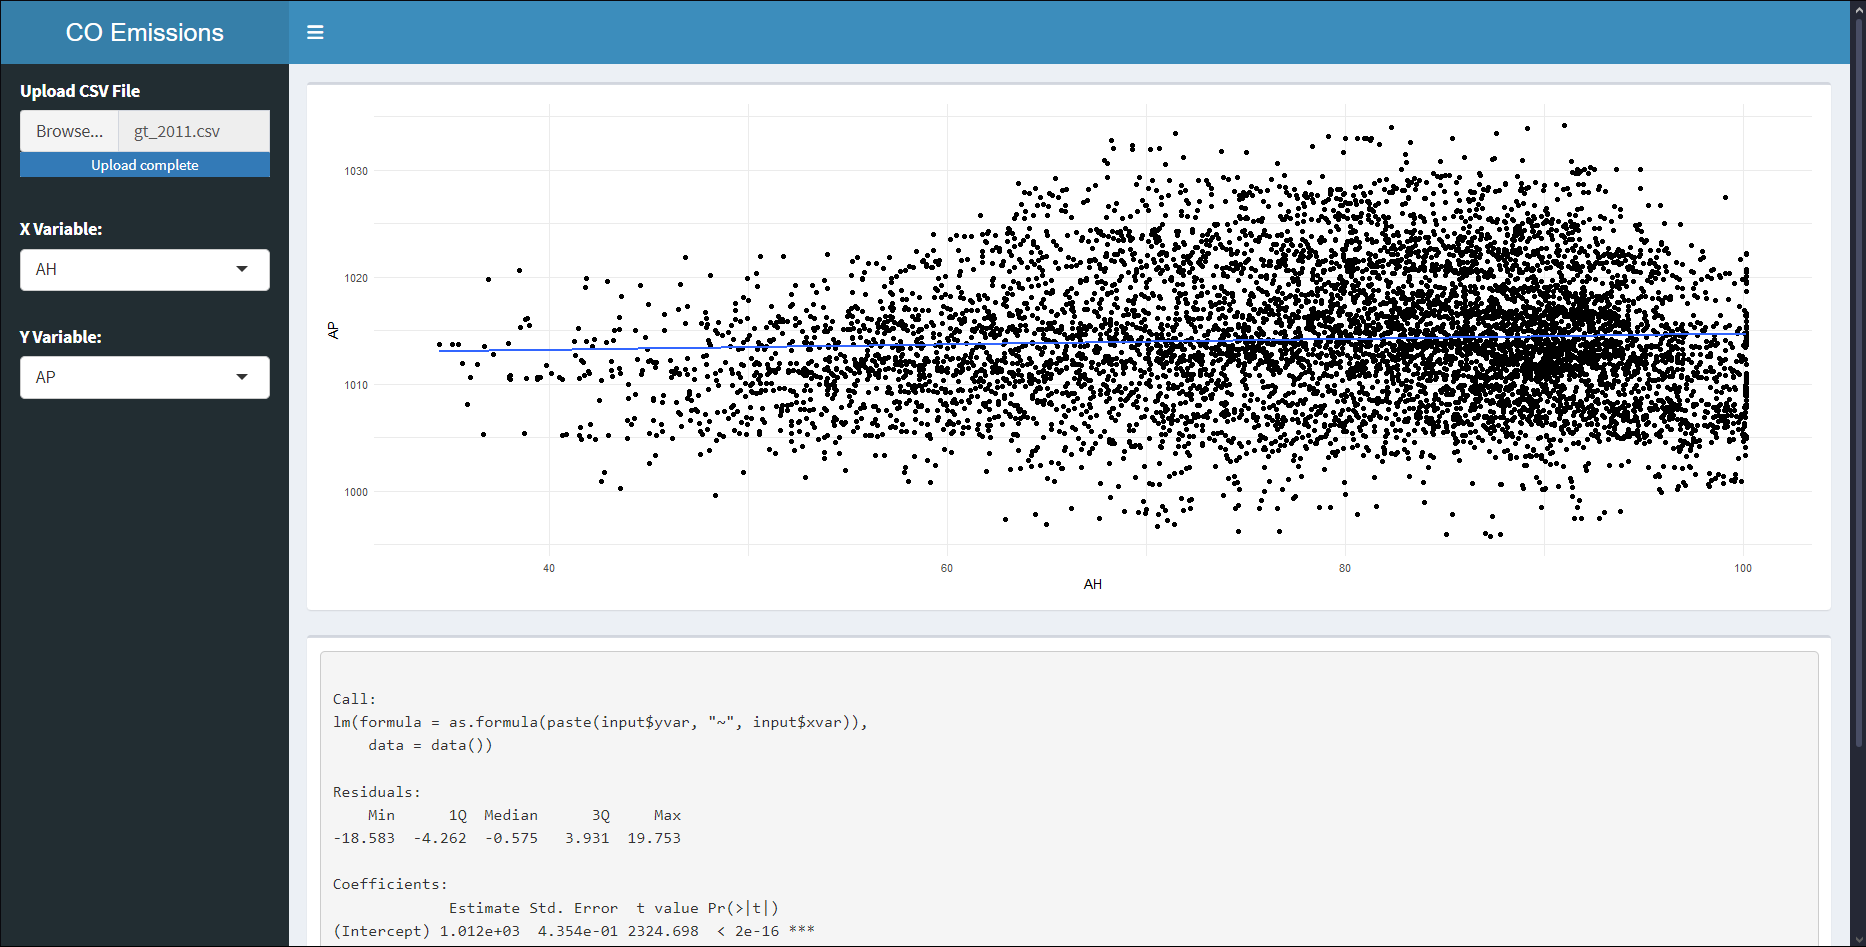 CO Emissions
Upload CSV File
Browse... gt_2011.csv
Upload complete
X Variable:
AH
Y Variable:
AP
1030
1020
1010
1000
AP
40 60 80 100
AH
Call:
lm(formula = as.formula(paste(input$yvar, "~", input$xvar)),
    data = data())
Residuals:
    Min      1Q  Median      3Q     Max
-18.583  -4.262  -0.575   3.931  19.753
Coefficients:
             Estimate Std. Error  t value Pr(>|t|)
(Intercept) 1.012e+03  4.354e-01 2324.698  < 2e-16 ***